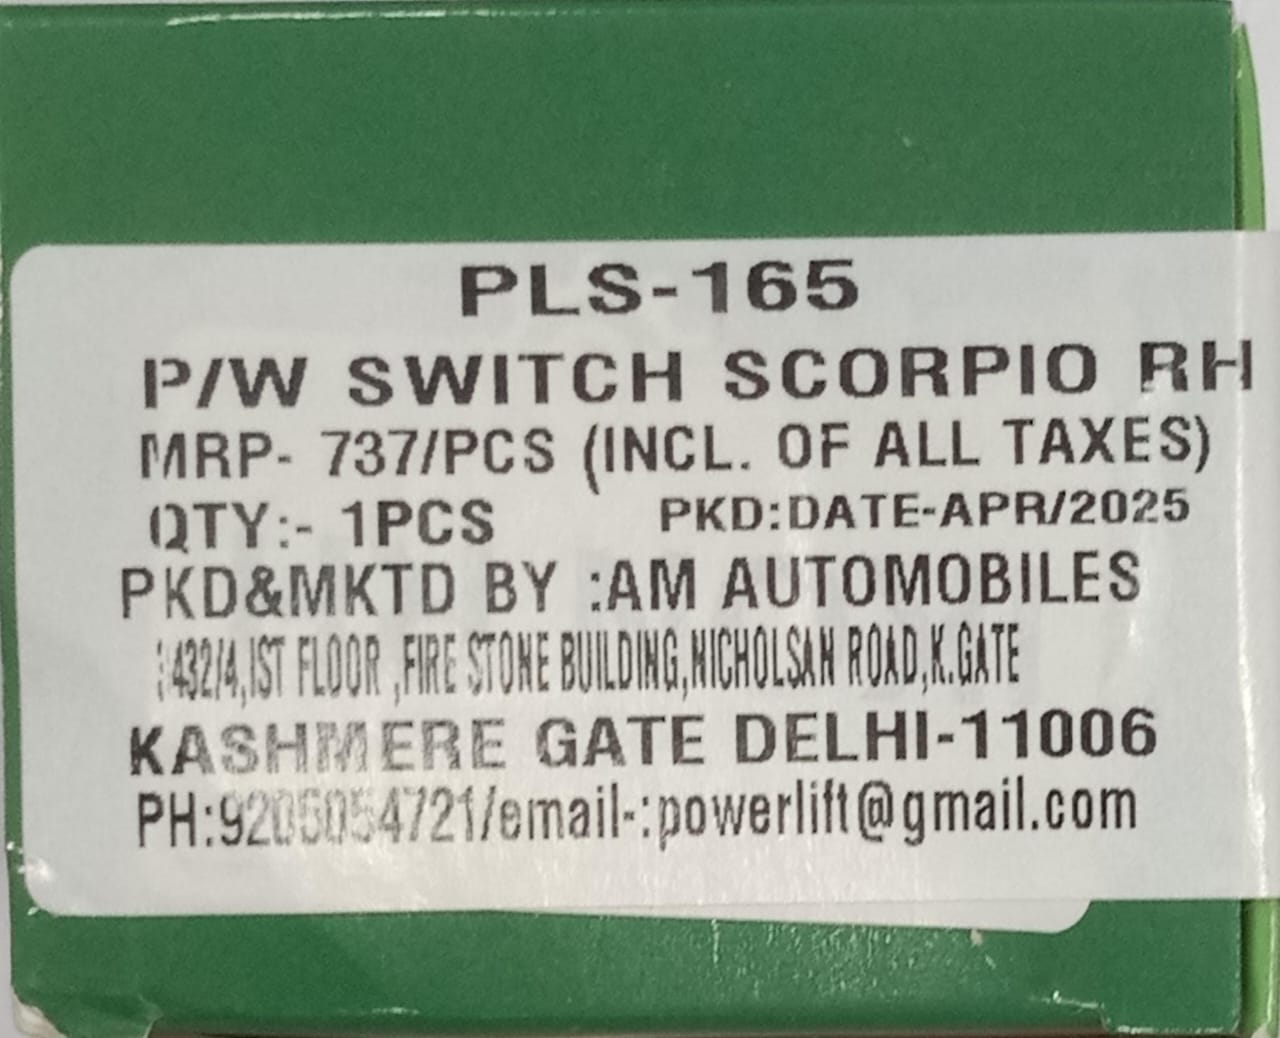 PLS-165
P/W SWITCH SCORPIO RH
MRP- 737/PCS (INCL. OF ALL TAXES)
QTY:- 1PCS PKD:DATE-APR/2025
PKD&MKTD BY :AM AUTOMOBILES
:432/4,IST FLOOR ,FIRE STONE BUILDING,NICHOLSAN ROAD,K.GATE
KASHMERE GATE DELHI-11006
PH:9205054721/email-:powerlift@gmail.com